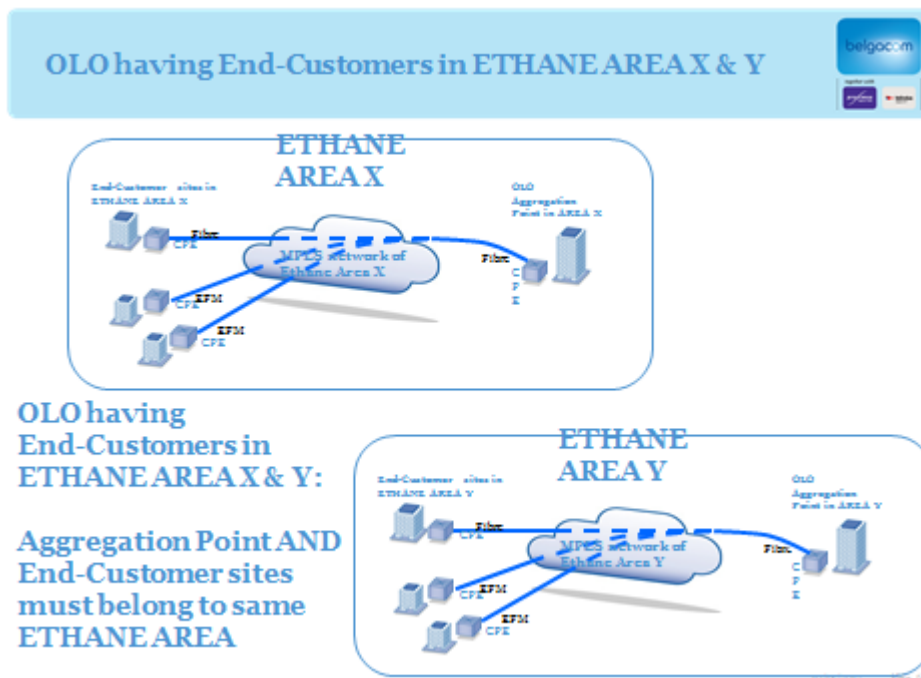 OLO having End-Customers in ETHANE AREA X & Y
belgacom
together with
ETHANE
AREA X
End-Customer sites in
ETHANE AREA X
OLO
Aggregation
Point in AREA X
Fibre
CPE
MPLS network of
Ethane Area X
Fibre
C
P
E
EFM
CPE
EFM
CPE
OLO having
End-Customers in
ETHANE AREA X & Y:
Aggregation Point AND
End-Customer sites
must belong to same
ETHANE AREA
ETHANE
AREA Y
End-Customer sites in
ETHANE AREA Y
OLO
Aggregation
Point in AREA Y
Fibre
CPE
MPLS network of
Ethane Area Y
Fibre
C
P
E
EFM
CPE
EFM
CPE